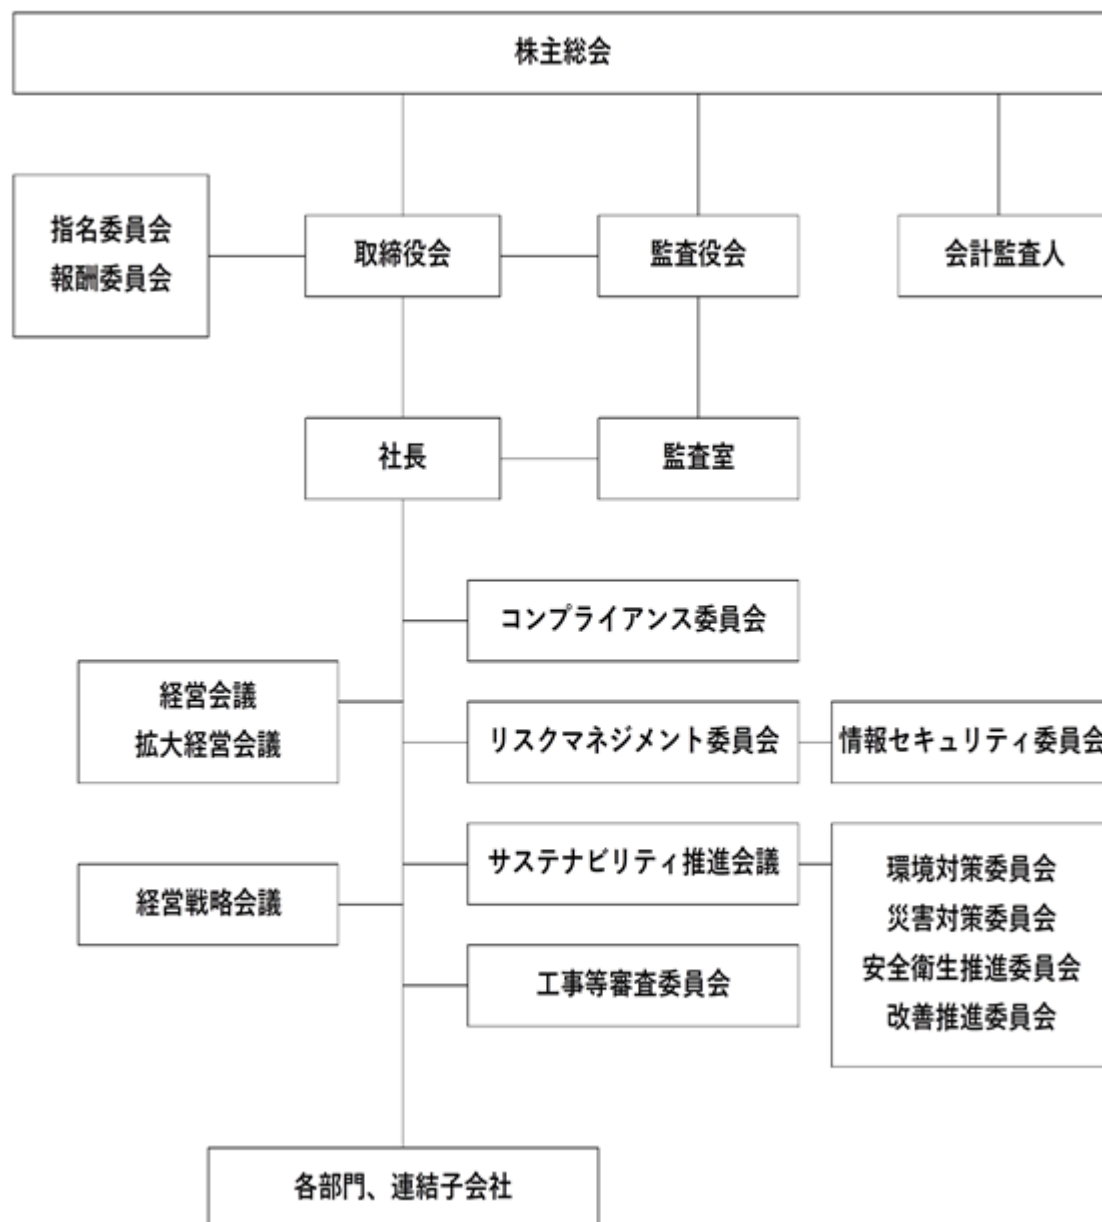 株主総会
指名委員会
報酬委員会
取締役会
監査役会
会計監査人
社長
監査室
コンプライアンス委員会
経営会議
拡大経営会議
リスクマネジメント委員会
情報セキュリティ委員会
サステナビリティ推進会議
環境対策委員会
災害対策委員会
安全衛生推進委員会
改善推進委員会
経営戦略会議
工事等審査委員会
各部門、連結子会社